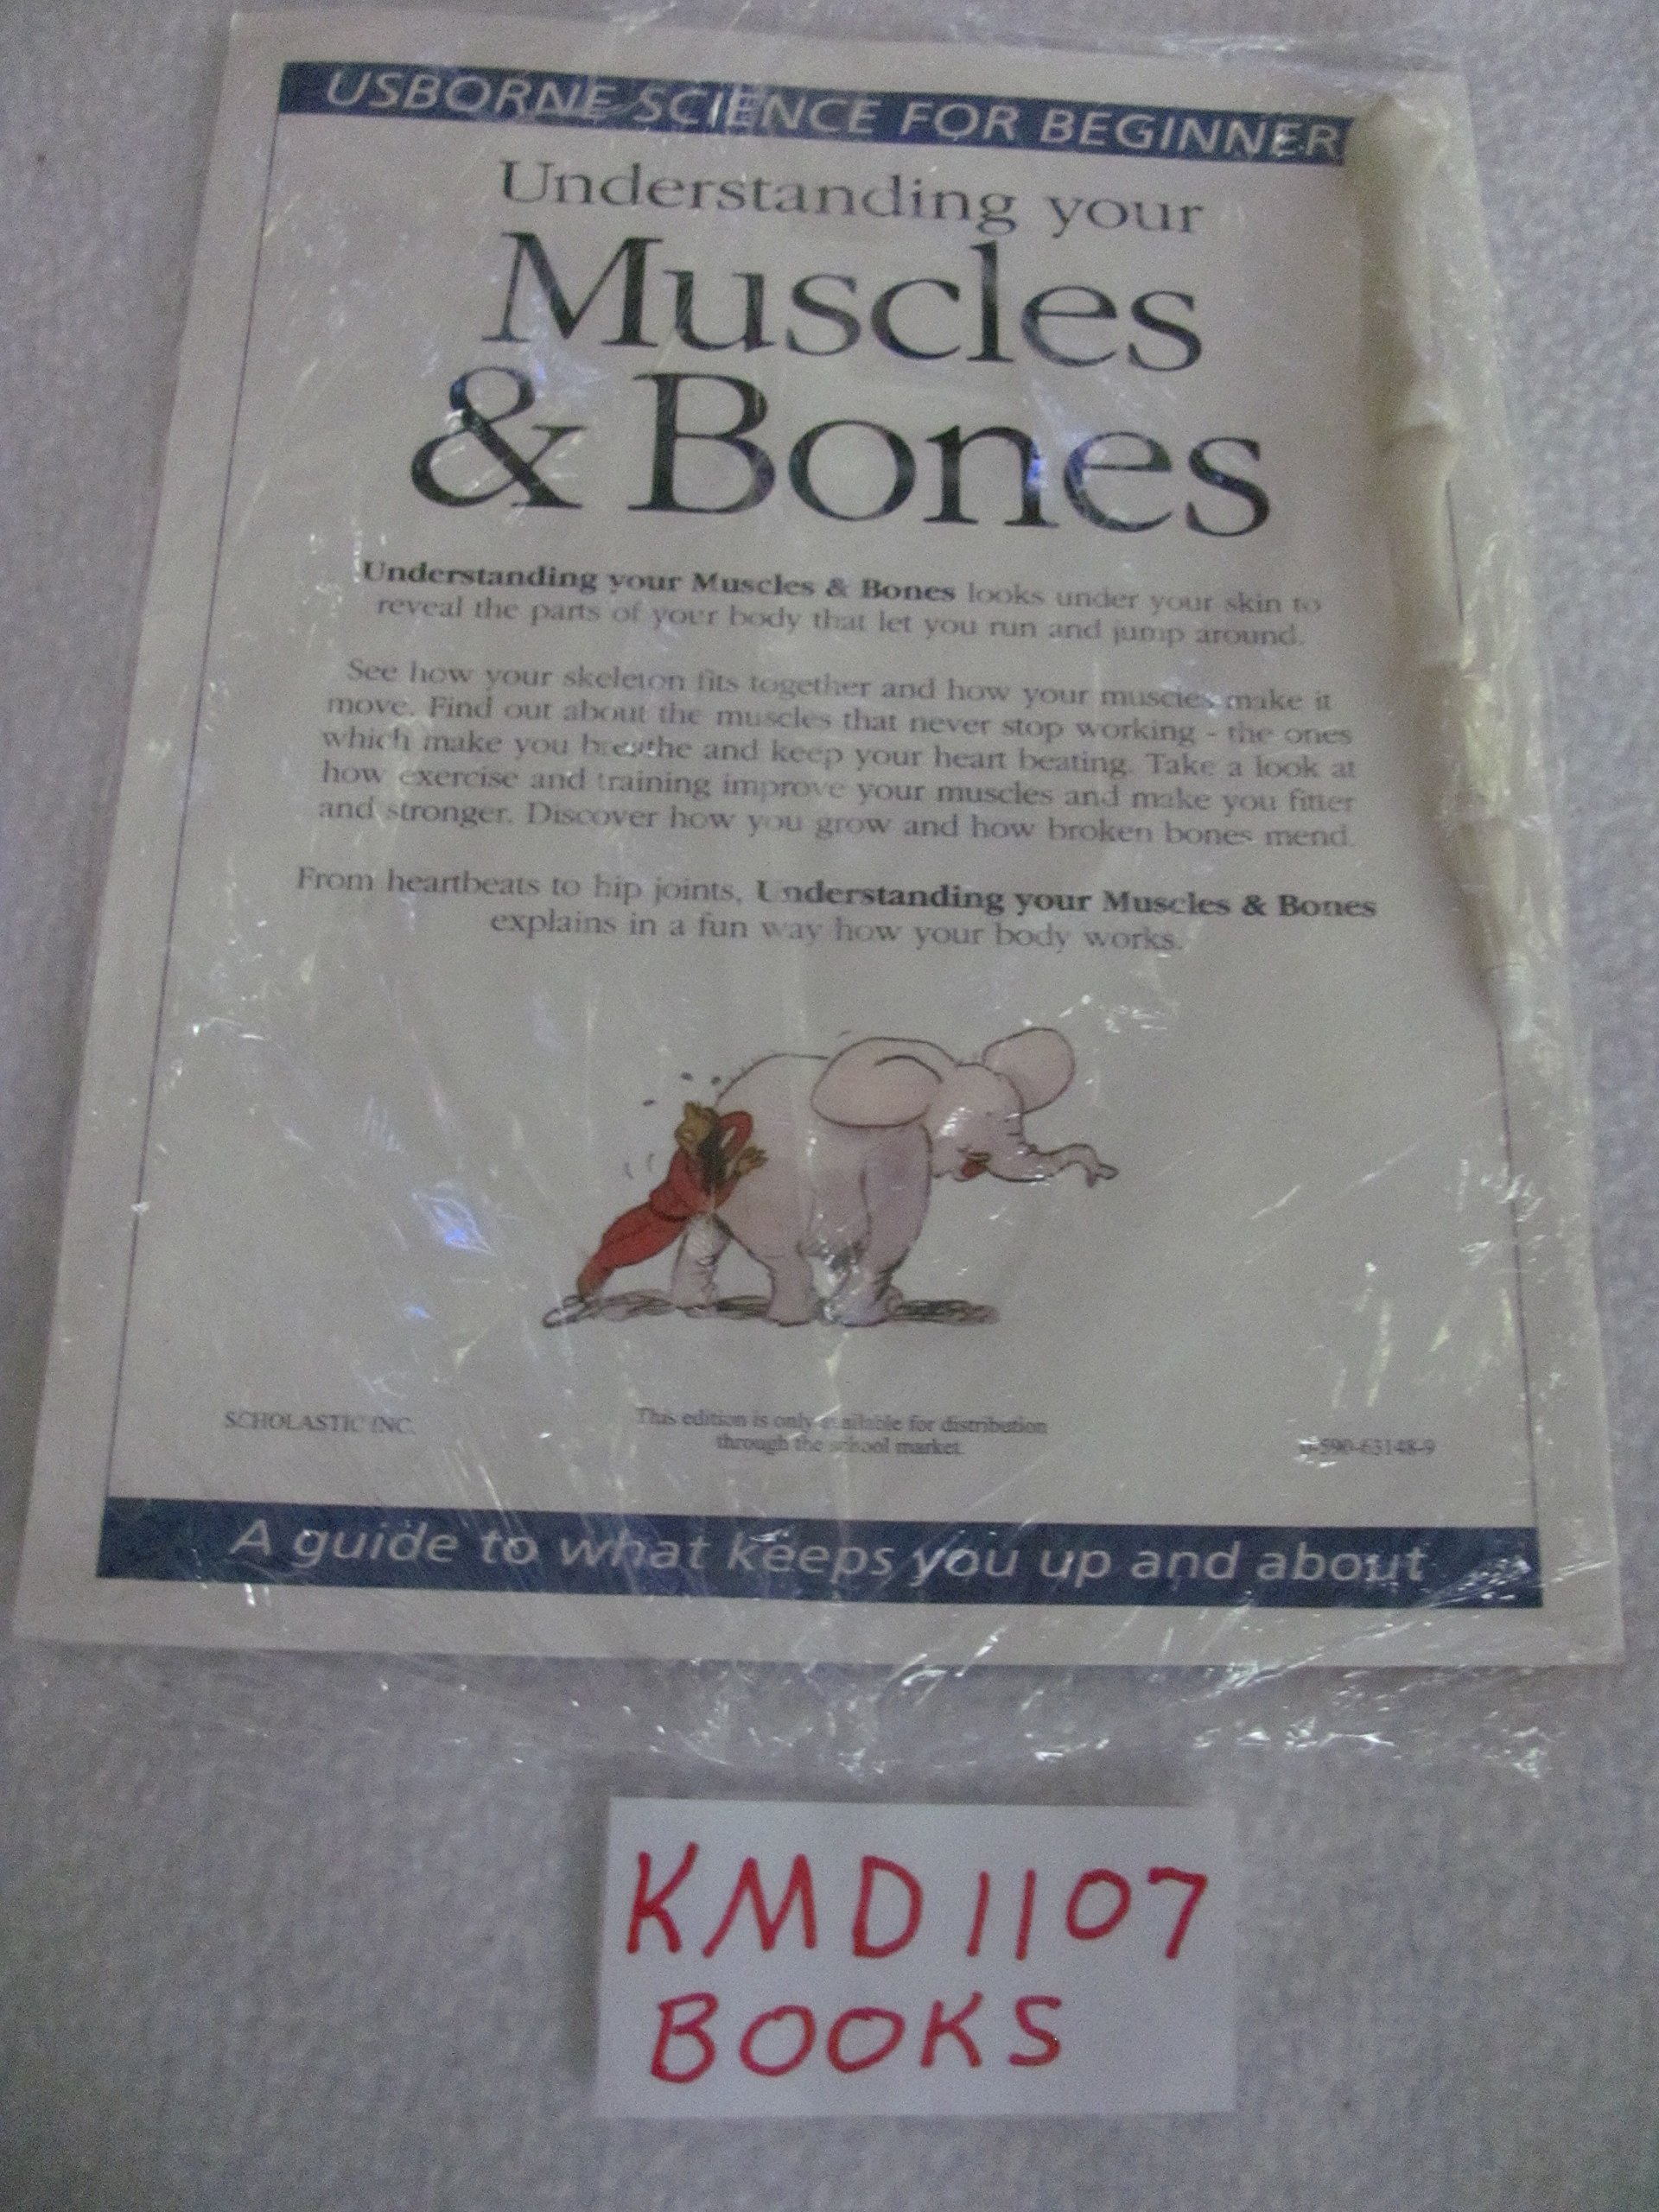 USBORNE SCIENCE FOR BEGINNER
Understanding your
Muscles
& Bones
Understanding your Muscles & Bones looks under your skin to
reveal the parts of your body that let you run and jump around.
See how your skeleton fits together and how your muscles make it
move. Find out about the muscles that never stop working - the ones
which make you breathe and keep your heart beating. Take a look at
how exercise and training improve your muscles and make you fitter
and stronger. Discover how you grow and how broken bones mend.
From heartbeats to hip joints, Understanding your Muscles & Bones
explains in a fun way how your body works.
SCHOLASTIC INC.
This edition is only available for distribution
through the school market.
0-590-63148-9
A guide to what keeps you up and about
KMD1107
BOOKS